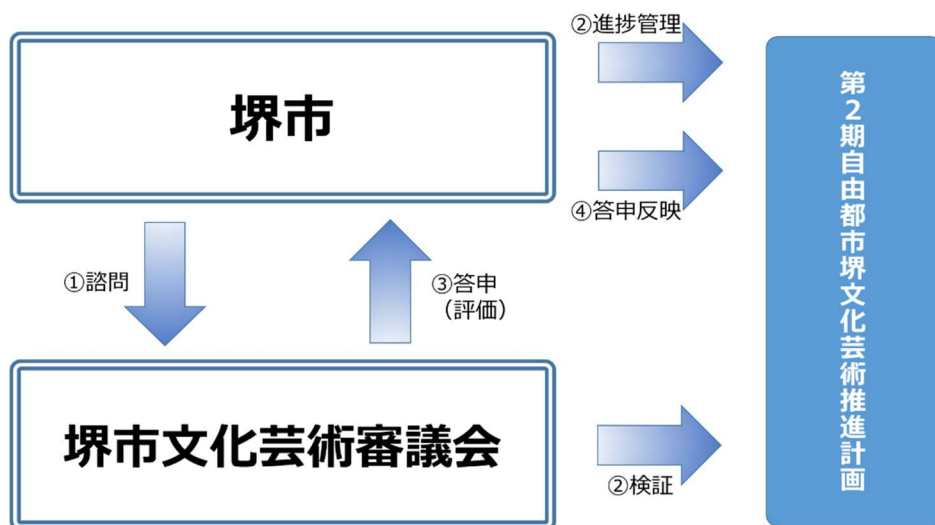 ②進捗管理
堺市
④答申反映
①諮問
③答申
（評価）
堺市文化芸術審議会
②検証
第２期自由都市堺文化芸術推進計画